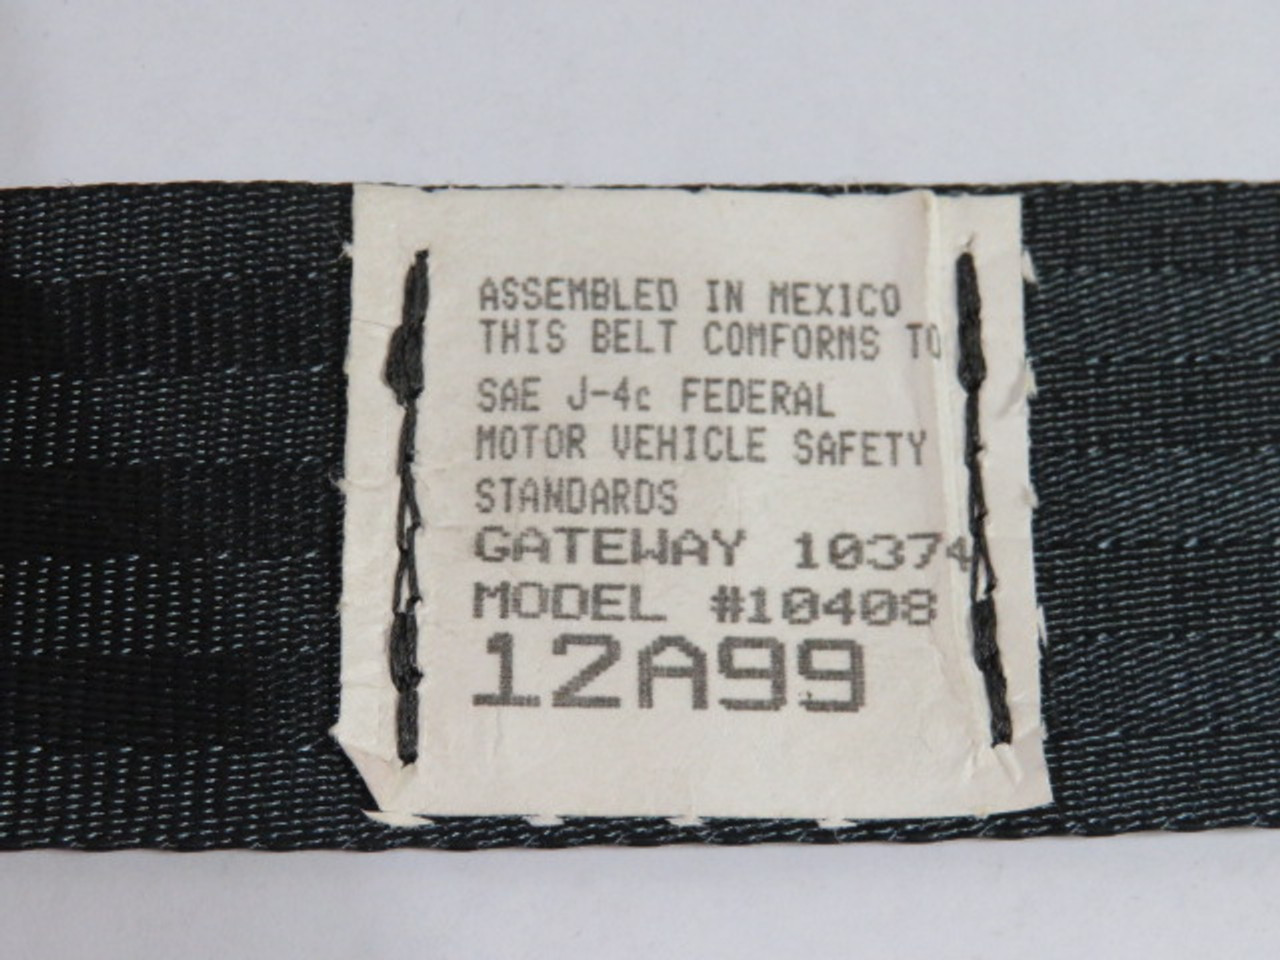 ASSEMBLED IN MEXICO
THIS BELT COMFORMS TO
SAE J-4c FEDERAL
MOTOR VEHICLE SAFETY
STANDARDS
GATEWAY 10374
MODEL #10408
12A99